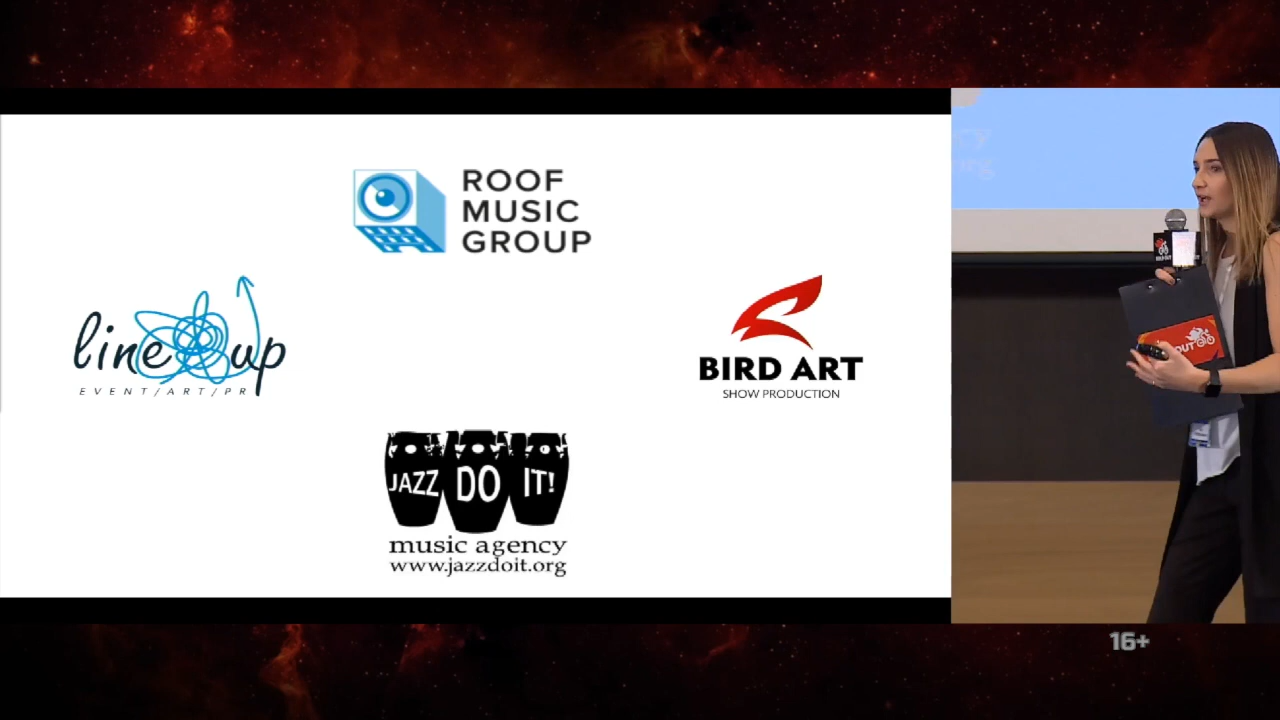 ROOF
MUSIC
GROUP
line up
EVENT/ART/PR
BIRD ART
SHOW PRODUCTION
JAZZ DO IT!
music agency
www.jazzdoit.org
OUT
16+